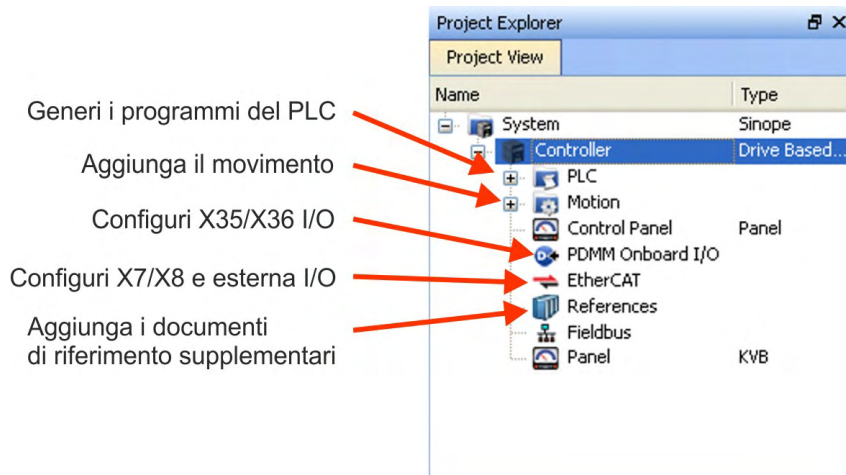 Project Explorer
Project View
Name Type
System Sinope
Generi i programmi del PLC
Controller Drive Based...
Aggiunga il movimento
PLC
Motion
Configuri X35/X36 I/O
Control Panel Panel
PDMM Onboard I/O
Configuri X7/X8 e esterna I/O
EtherCAT
References
Aggiunga i documenti
di riferimento supplementari
Fieldbus
Panel KVB